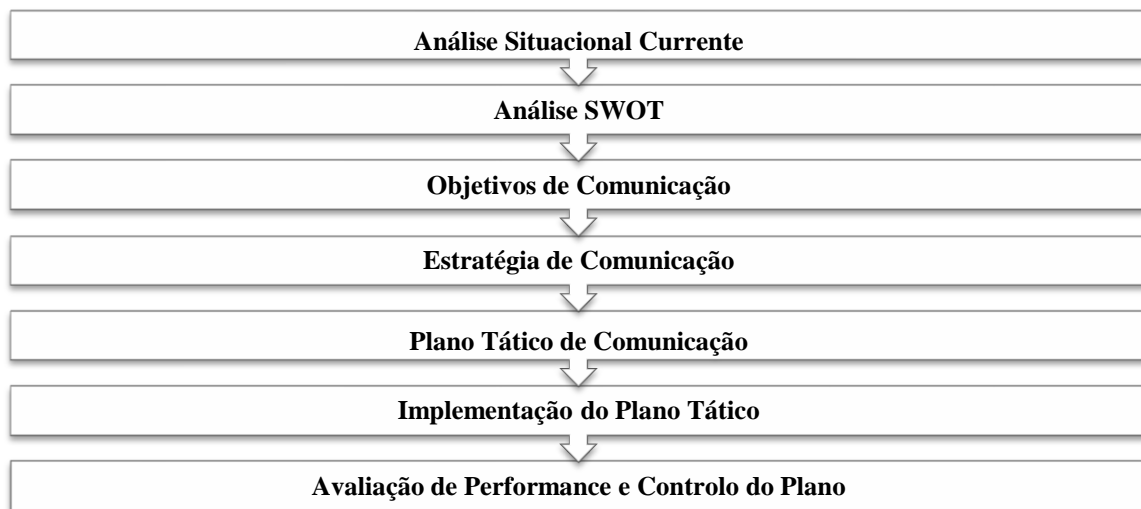 Análise Situacional Currente
Análise SWOT
Objetivos de Comunicação
Estratégia de Comunicação
Plano Tático de Comunicação
Implementação do Plano Tático
Avaliação de Performance e Controlo do Plano